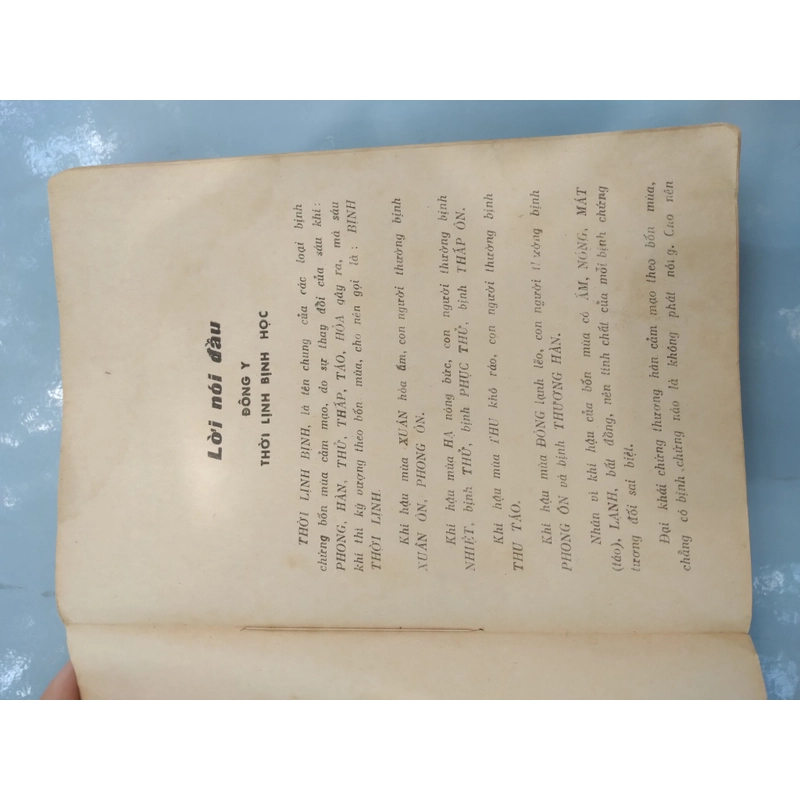 Lời nói đầu
ĐÔNG Y
THỜI LỊNH BỊNH HỌC
THỜI LỊNH BỊNH, là tên chung của các loại bịnh
chứng bốn mùa cảm mạo, do sự thay đổi của sáu khí:
PHONG, HÀN, THỬ, THẤP, TÁO, HỎA gây ra, mà sáu
khí thì kỳ vượng theo bốn mùa, cho nên gọi là: BỊNH
THỜI LỊNH.
Khí hậu mùa XUÂN hòa ấm, con người thường bịnh
XUÂN ÔN, PHONG ÔN.
Khí hậu mùa HẠ nóng bức, con người thường bịnh
NHIỆT, bịnh THỬ, bịnh PHỤC THỬ, bịnh THẤP ÔN.
Khí hậu mùa THU khô ráo, con người thường bịnh
THU TÁO.
Khí hậu mùa ĐÔNG lạnh lẽo, con người thường bịnh
PHONG ÔN và bịnh THƯƠNG HÀN.
Nhân vì khí hậu của bốn mùa có ẤM, NÓNG, MÁT
(táo), LẠNH, bất đồng, nên tính chất của mỗi bịnh chứng
tương đối sai biệt.
Đại khái chứng thương hàn cảm mạo theo bốn mùa,
chẳng có bịnh chứng nào là không phát nóng. Cho nên